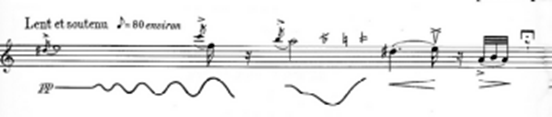 Lent et soutenu ♪= 80 environ
pp